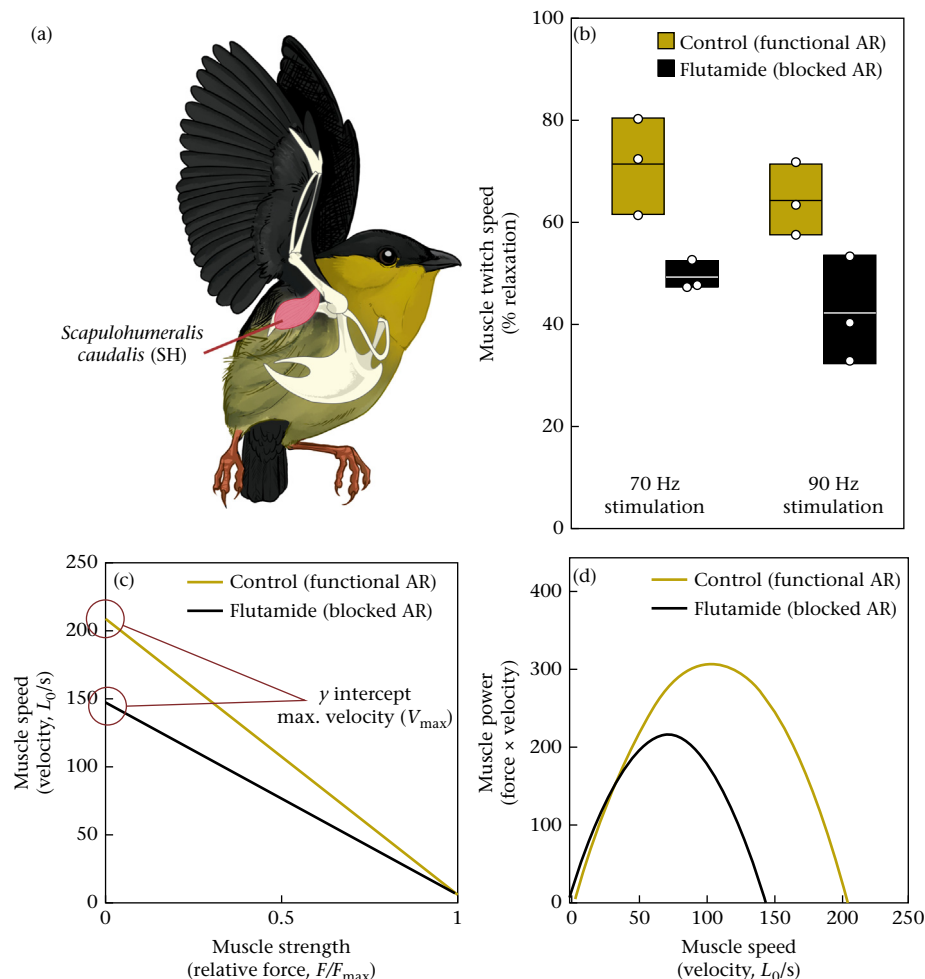 (a)
Scapulohumeralis
caudalis (SH)
(b)
Control (functional AR)
Flutamide (blocked AR)
100
80
60
40
20
0
Muscle twitch speed
(% relaxation)
70 Hz
stimulation
90 Hz
stimulation
(c)
Control (functional AR)
Flutamide (blocked AR)
250
200
150
100
50
0
Muscle speed
(velocity, L0/s)
y intercept
max. velocity (Vmax)
0
0.5
1
Muscle strength
(relative force, F/Fmax)
(d)
Control (functional AR)
Flutamide (blocked AR)
400
300
200
100
0
Muscle power
(force × velocity)
0
50
100
150
200
250
Muscle speed
(velocity, L0/s)